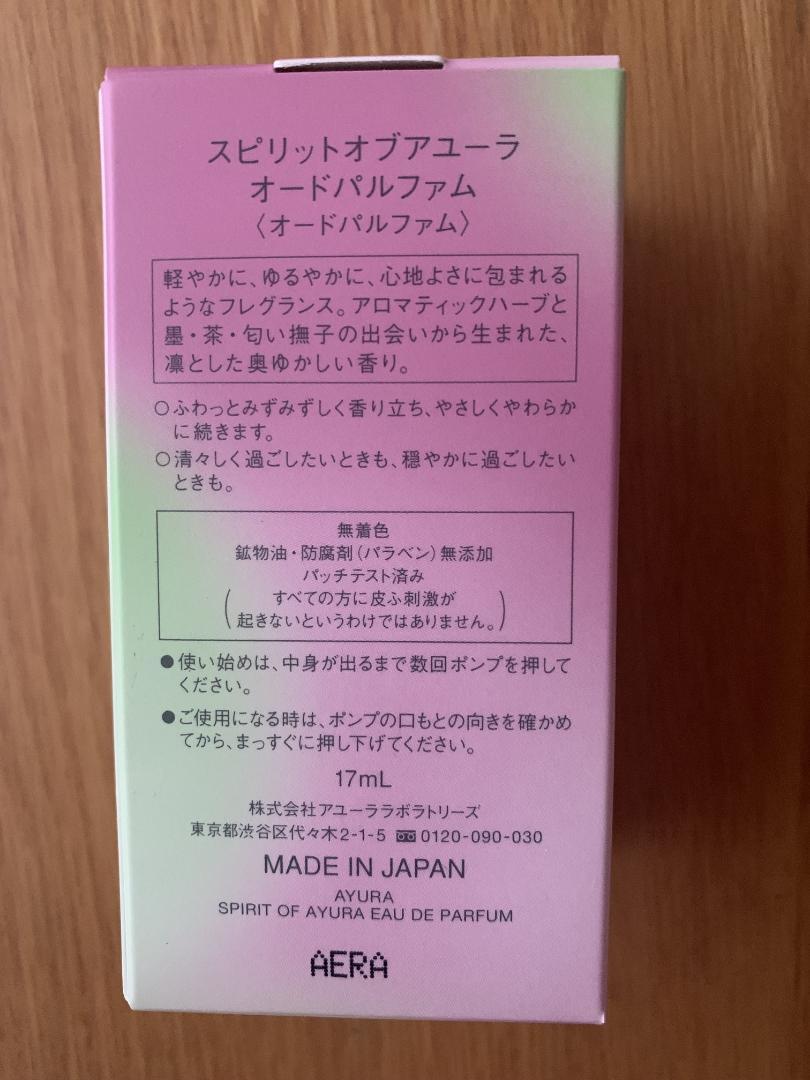 スピリットオブアユーラ
オードパルファム
〈オードパルファム〉
軽やかに、ゆるやかに、心地よさに包まれる
ようなフレグランス。アロマティックハーブと
墨・茶・匂い撫子の出会いから生まれた、
凛とした奥ゆかしい香り。
○ふわっとみずみずしく香り立ち、やさしくやわらか
に続きます。
○清々しく過ごしたいときも、穏やかに過ごしたい
ときも。
無着色
鉱物油・防腐剤（パラベン）無添加
パッチテスト済み
（すべての方に皮ふ刺激が
起きないというわけではありません。）
●使い始めは、中身が出るまで数回ポンプを押して
ください。
●ご使用になる時は、ポンプの口もとの向きを確かめ
てから、まっすぐに押し下げてください。
17mL
株式会社アユーララボラトリーズ
東京都渋谷区代々木2-1-5 0120-090-030
MADE IN JAPAN
AYURA
SPIRIT OF AYURA EAU DE PARFUM
AERA